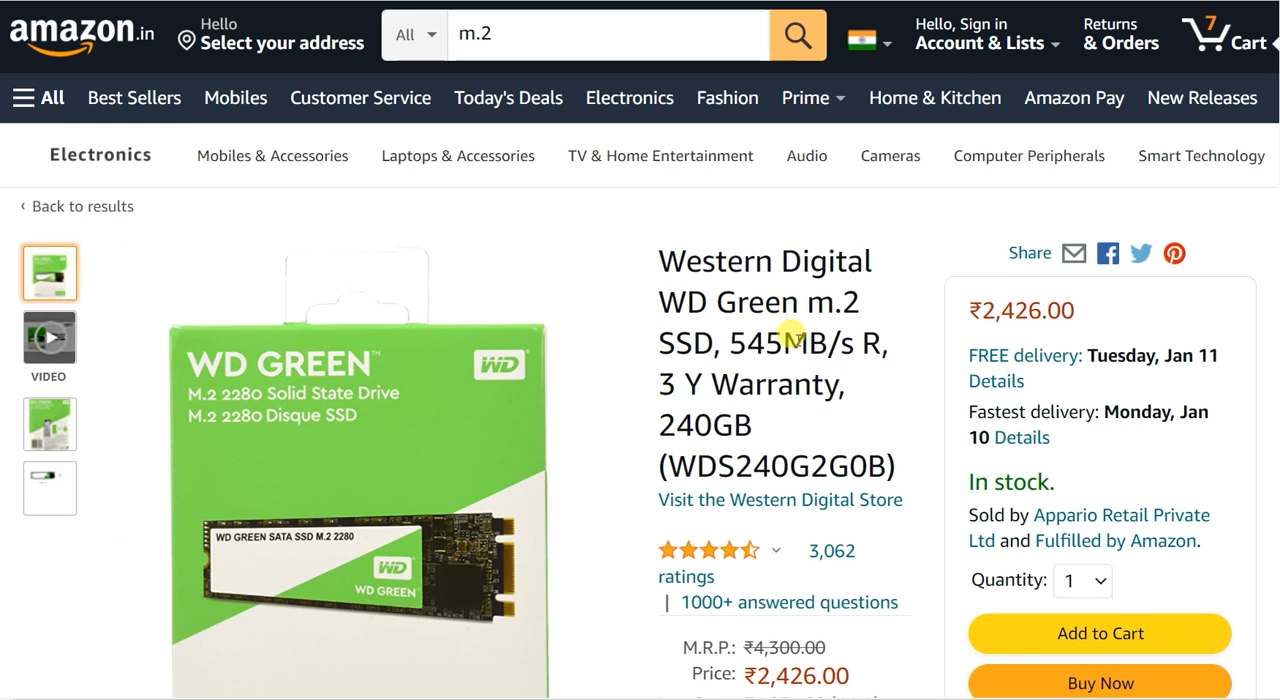 amazon.in
Hello
Select your address
All
m.2
Hello, Sign in
Account & Lists
Returns
& Orders
7
Cart
All
Best Sellers
Mobiles
Customer Service
Today's Deals
Electronics
Fashion
Prime
Home & Kitchen
Amazon Pay
New Releases
Electronics
Mobiles & Accessories
Laptops & Accessories
TV & Home Entertainment
Audio
Cameras
Computer Peripherals
Smart Technology
‹ Back to results
VIDEO
WD GREEN™
WD
M.2 2280 Solid State Drive
M.2 2280 Disque SSD
WD GREEN SATA SSD M.2 2280
WD
WD GREEN
Western Digital
WD Green m.2
SSD, 545MB/s R,
3 Y Warranty,
240GB
(WDS240G2G0B)
Visit the Western Digital Store
3,062
ratings
| 1000+ answered questions
M.R.P.: ₹4,300.00
Price: ₹2,426.00
Share
₹2,426.00
FREE delivery: Tuesday, Jan 11
Details
Fastest delivery: Monday, Jan
10 Details
In stock.
Sold by Appario Retail Private
Ltd and Fulfilled by Amazon.
Quantity: 1
Add to Cart
Buy Now